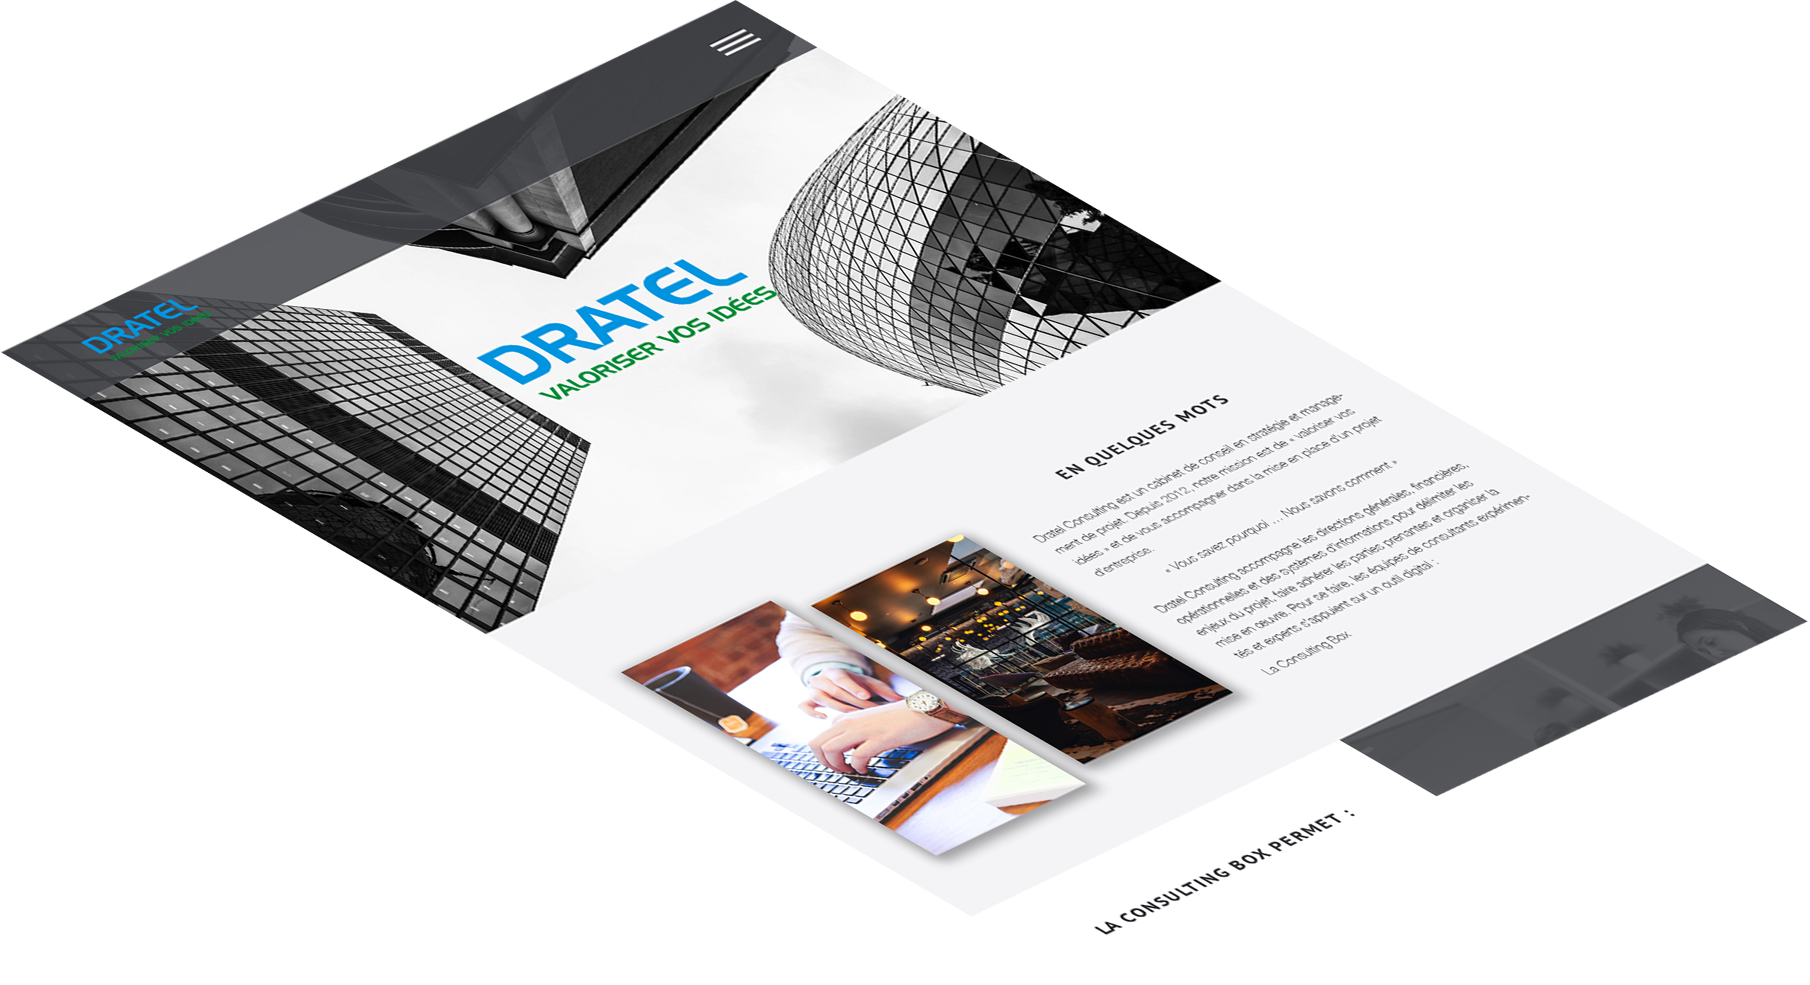 DRATEL
VALORISER VOS IDÉES
DRATEL
VALORISER VOS IDÉES
EN QUELQUES MOTS
Dratel Consulting est un cabinet de conseil en stratégie et manage-
ment de projet. Depuis 2012, notre mission est de « valoriser vos
idées » et de vous accompagner dans la mise en place d'un projet
d'entreprise.
« Vous savez pourquoi ... Nous savons comment »
Dratel Consulting accompagne les directions générales, financières,
opérationnelles et des systèmes d'informations pour délimiter les
enjeux du projet, faire adhérer les parties prenantes et organiser la
mise en œuvre. Pour se faire, les équipes de consultants expérimen-
tés et experts s'appuient sur un outil digital :
La Consulting Box
LA CONSULTING BOX PERMET :